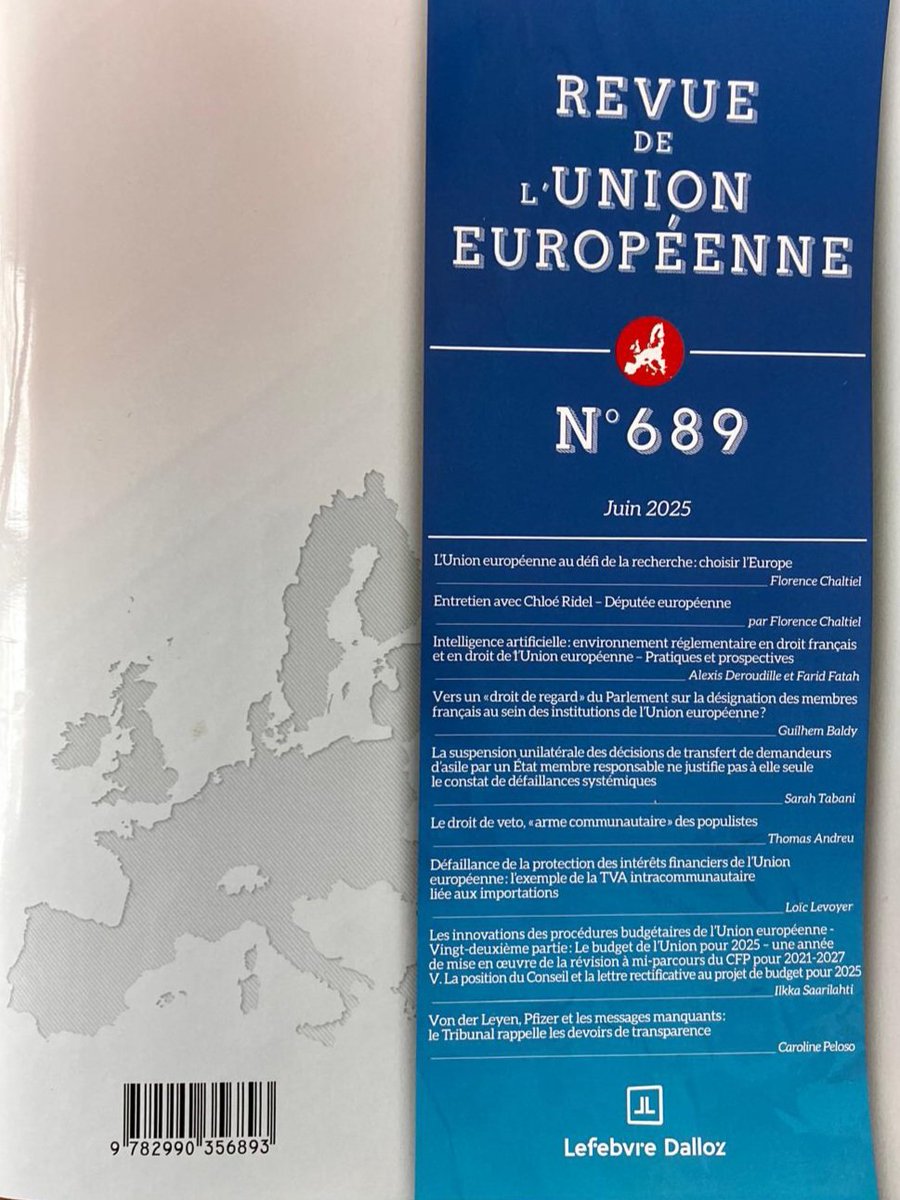 REVUE
DE
L'UNION
EUROPÉENNE
N°689
Juin 2025
L'Union européenne au défi de la recherche : choisir l'Europe
Florence Chaltiel
Entretien avec Chloé Ridel – Députée européenne
par Florence Chaltiel
Intelligence artificielle : environnement réglementaire en droit français
et en droit de l'Union européenne – Pratiques et prospectives
Alexis Deroudille et Farid Fatah
Vers un « droit de regard » du Parlement sur la désignation des membres
français au sein des institutions de l'Union européenne ?
Guilhem Baldy
La suspension unilatérale des décisions de transfert de demandeurs
d'asile par un État membre responsable ne justifie pas à elle seule
le constat de défaillances systémiques
Sarah Tabani
Le droit de veto, « arme communautaire » des populistes
Thomas Andreu
Défaillance de la protection des intérêts financiers de l'Union
européenne : l'exemple de la TVA intracommunautaire
liée aux importations
Loïc Levoyer
Les innovations des procédures budgétaires de l'Union européenne -
Vingt-deuxième partie : Le budget de l'Union pour 2025 – une année
de mise en œuvre de la révision à mi-parcours du CFP pour 2021-2027
V. La position du Conseil et la lettre rectificative au projet de budget pour 2025
Ilkka Saarilahti
Von der Leyen, Pfizer et les messages manquants :
le Tribunal rappelle les devoirs de transparence
Caroline Peloso
Lefebvre Dalloz
9 782990 356893